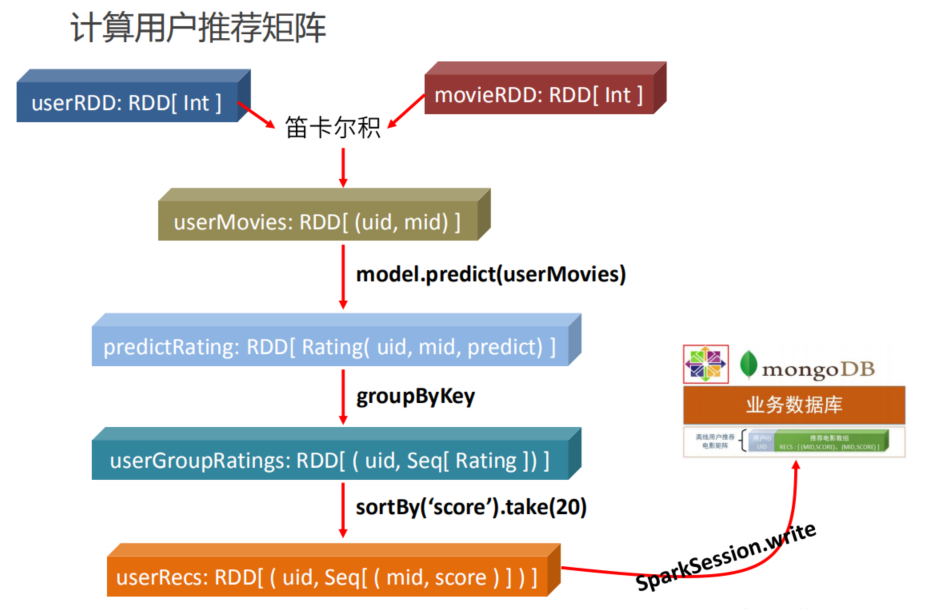 计算用户推荐矩阵
userRDD: RDD[ Int ]
movieRDD: RDD[ Int ]
笛卡尔积
userMovies: RDD[ (uid, mid) ]
model.predict(userMovies)
predictRating: RDD[ Rating( uid, mid, predict) ]
groupByKey
mongoDB
业务数据库
离线用户推荐
电影矩阵
用户ID
UID
推荐电影数组
RECS : [ (MID,SCORE)、(MID,SCORE) ]
userGroupRatings: RDD[ ( uid, Seq[ Rating ]) ]
sortBy(‘score’).take(20)
userRecs: RDD[ ( uid, Seq[ ( mid, score ) ] ) ]
SparkSession.write